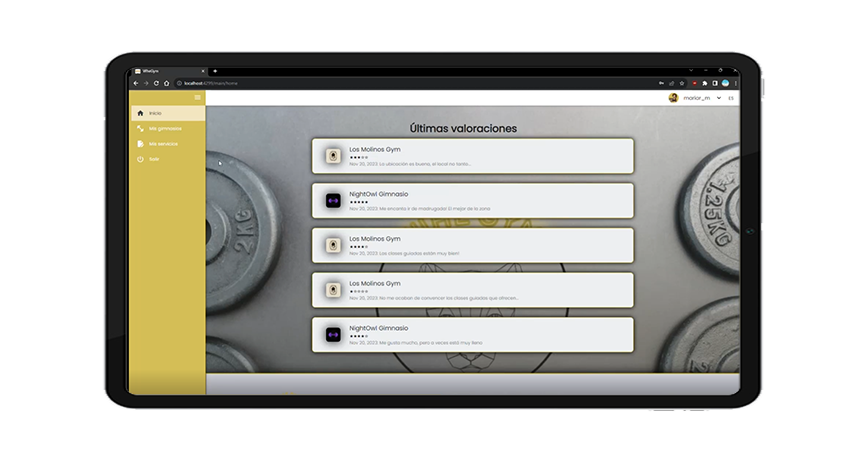 WheGym
localhost:4299/main/home
mariar_m
ES
Inicio
Mis gimnasios
Mis servicios
Salir
Últimas valoraciones
Los Molinos Gym
★★★☆☆
Nov 20, 2023: La ubicación es buena, el local no tanto...
NightOwl Gimnasio
★★★★★
Nov 20, 2023: Me encanta ir de madrugada! El mejor de la zona
Los Molinos Gym
★★★★☆
Nov 20, 2023: Las clases guiadas están muy bien!
Los Molinos Gym
★☆☆☆☆
Nov 20, 2023: No me acaban de convencer las clases guiadas que ofrecen...
NightOwl Gimnasio
★★★★☆
Nov 20, 2023: Me gusta mucho, pero a veces está muy lleno
2KG
1.25KG